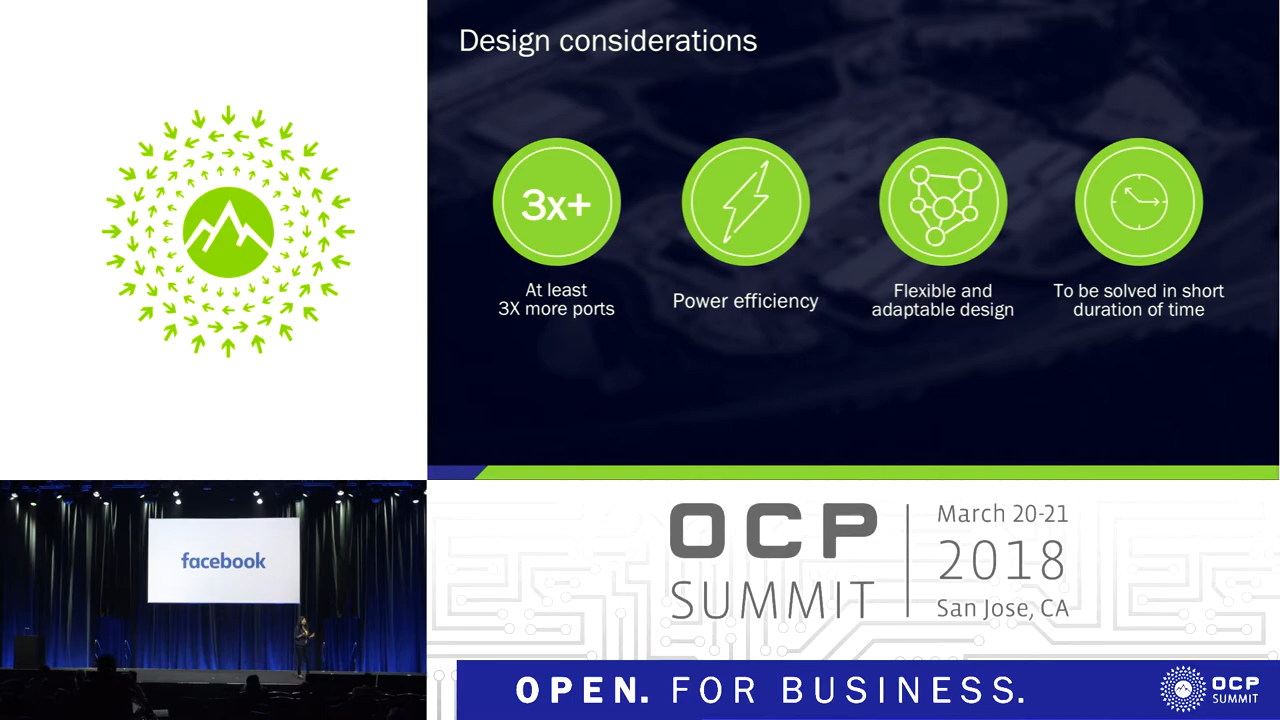 Design considerations
3x+
At least
3X more ports
Power efficiency
Flexible and
adaptable design
To be solved in short
duration of time
facebook
OCP
SUMMIT
March 20-21
2018
San Jose, CA
OPEN. FOR BUSINESS.
OCP
SUMMIT